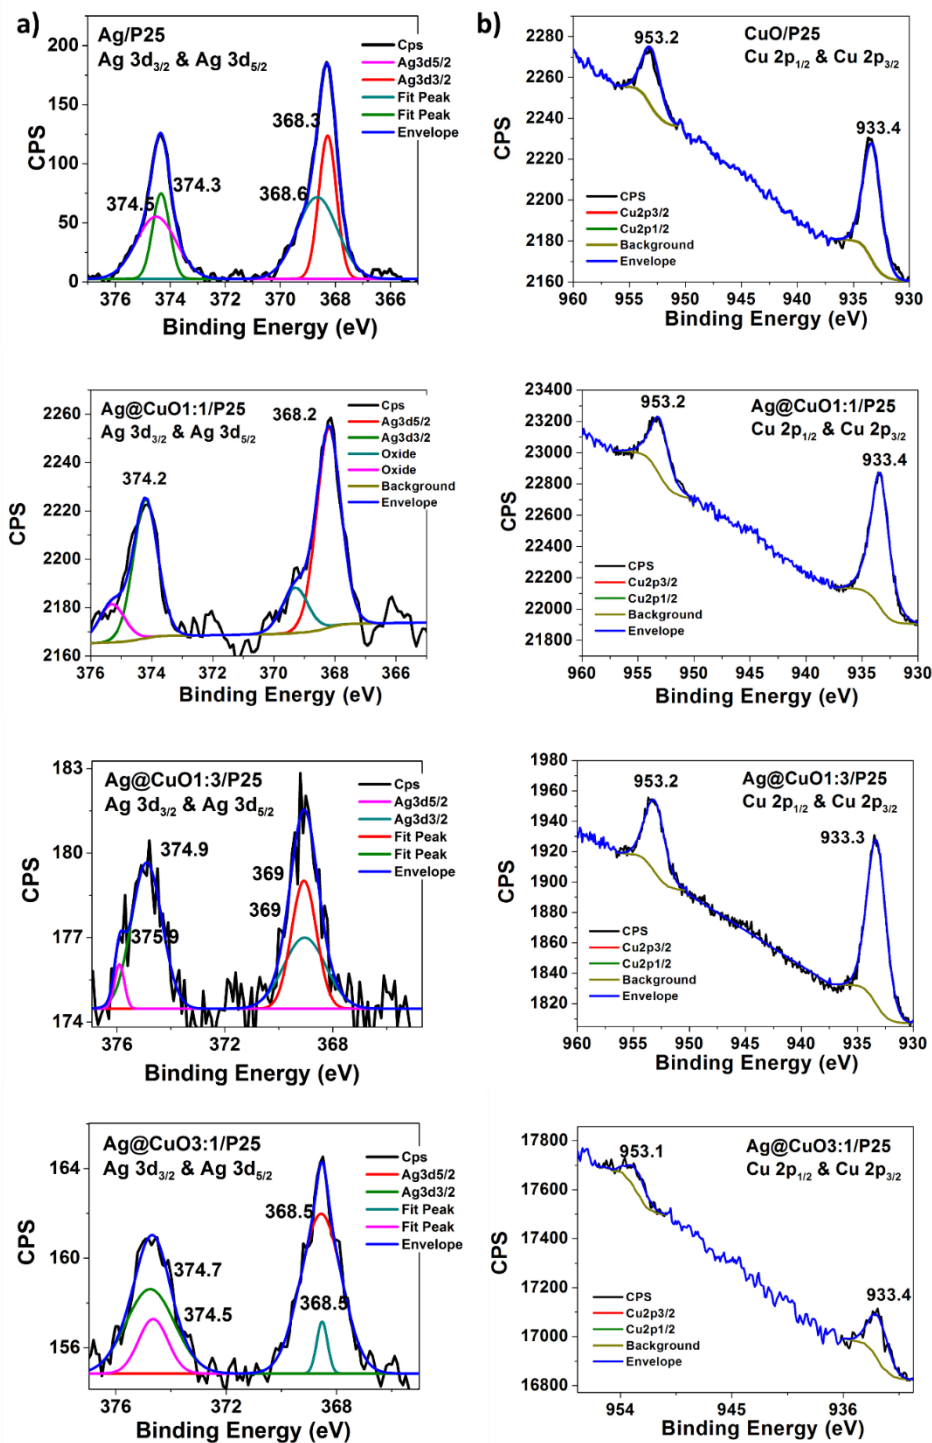 a)
Ag/P25
Ag 3d3/2 & Ag 3d5/2
Cps
Ag3d5/2
Ag3d3/2
Fit Peak
Fit Peak
Envelope
368.3
368.6
374.3
374.5
200
150
100
50
0
CPS
376 374 372 370 368 366
Binding Energy (eV)
b)
CuO/P25
Cu 2p1/2 & Cu 2p3/2
953.2
933.4
CPS
Cu2p3/2
Cu2p1/2
Background
Envelope
2280
2260
2240
2220
2200
2180
2160
CPS
960 955 950 945 940 935 930
Binding Energy (eV)
Ag@CuO1:1/P25
Ag 3d3/2 & Ag 3d5/2
368.2
374.2
Cps
Ag3d5/2
Ag3d3/2
Oxide
Oxide
Background
Envelope
2260
2240
2220
2200
2180
2160
CPS
376 374 372 370 368 366
Binding Energy (eV)
Ag@CuO1:1/P25
Cu 2p1/2 & Cu 2p3/2
953.2
933.4
CPS
Cu2p3/2
Cu2p1/2
Background
Envelope
23400
23200
23000
22800
22600
22400
22200
22000
21800
CPS
960 955 950 945 940 935 930
Binding Energy (eV)
Ag@CuO1:3/P25
Ag 3d3/2 & Ag 3d5/2
Cps
Ag3d5/2
Ag3d3/2
Fit Peak
Fit Peak
Envelope
374.9
375.9
369
369
183
180
177
174
CPS
376 372 368
Binding Energy (eV)
Ag@CuO1:3/P25
Cu 2p1/2 & Cu 2p3/2
953.2
933.3
CPS
Cu2p3/2
Cu2p1/2
Background
Envelope
1980
1960
1940
1920
1900
1880
1860
1840
1820
CPS
960 955 950 945 940 935 930
Binding Energy (eV)
Ag@CuO3:1/P25
Ag 3d3/2 & Ag 3d5/2
Cps
Ag3d5/2
Ag3d3/2
Fit Peak
Fit Peak
Envelope
368.5
368.5
374.7
374.5
164
160
156
CPS
376 372 368
Binding Energy (eV)
Ag@CuO3:1/P25
Cu 2p1/2 & Cu 2p3/2
953.1
933.4
CPS
Cu2p3/2
Cu2p1/2
Background
Envelope
17800
17600
17400
17200
17000
16800
CPS
954 945 936
Binding Energy (eV)